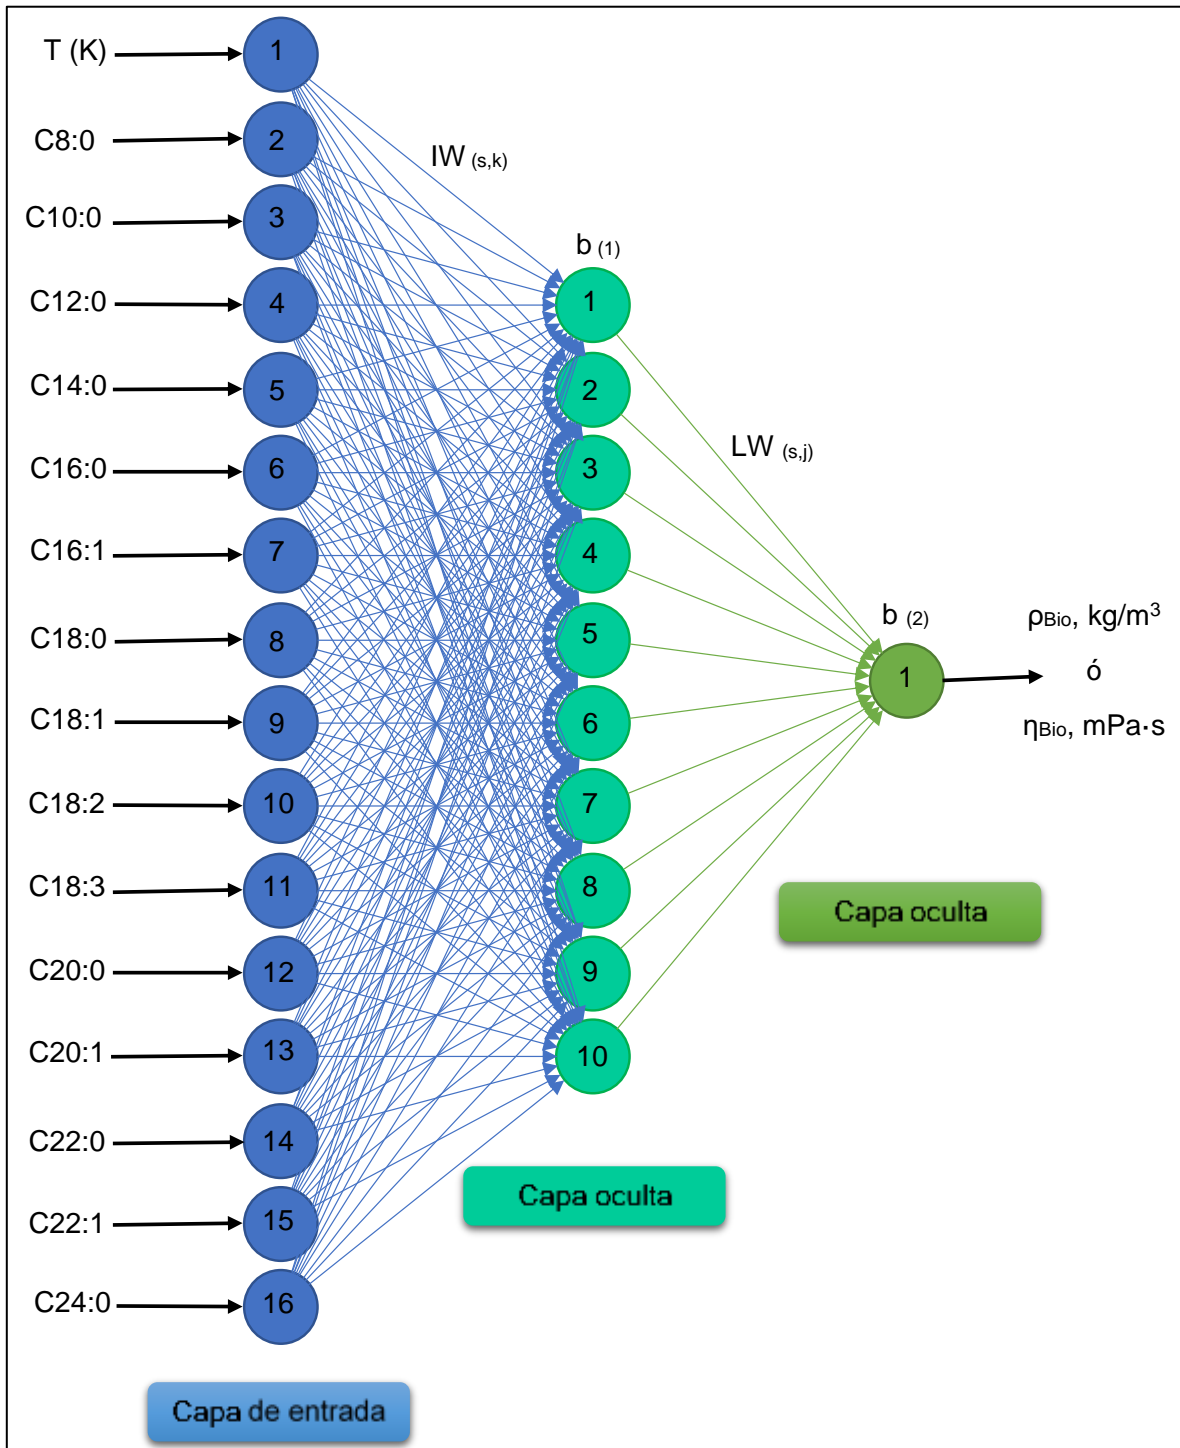 T (K)
1
C8:0
2
C10:0
3
C12:0
4
C14:0
5
C16:0
6
C16:1
7
C18:0
8
C18:1
9
C18:2
10
C18:3
11
C20:0
12
C20:1
13
C22:0
14
C22:1
15
C24:0
16
Capa de entrada
IW (s,k)
b (1)
1
2
3
4
5
6
7
8
9
10
Capa oculta
LW (s,j)
b (2)
1
Capa oculta
ρBio, kg/m³
ó
ηBio, mPa·s